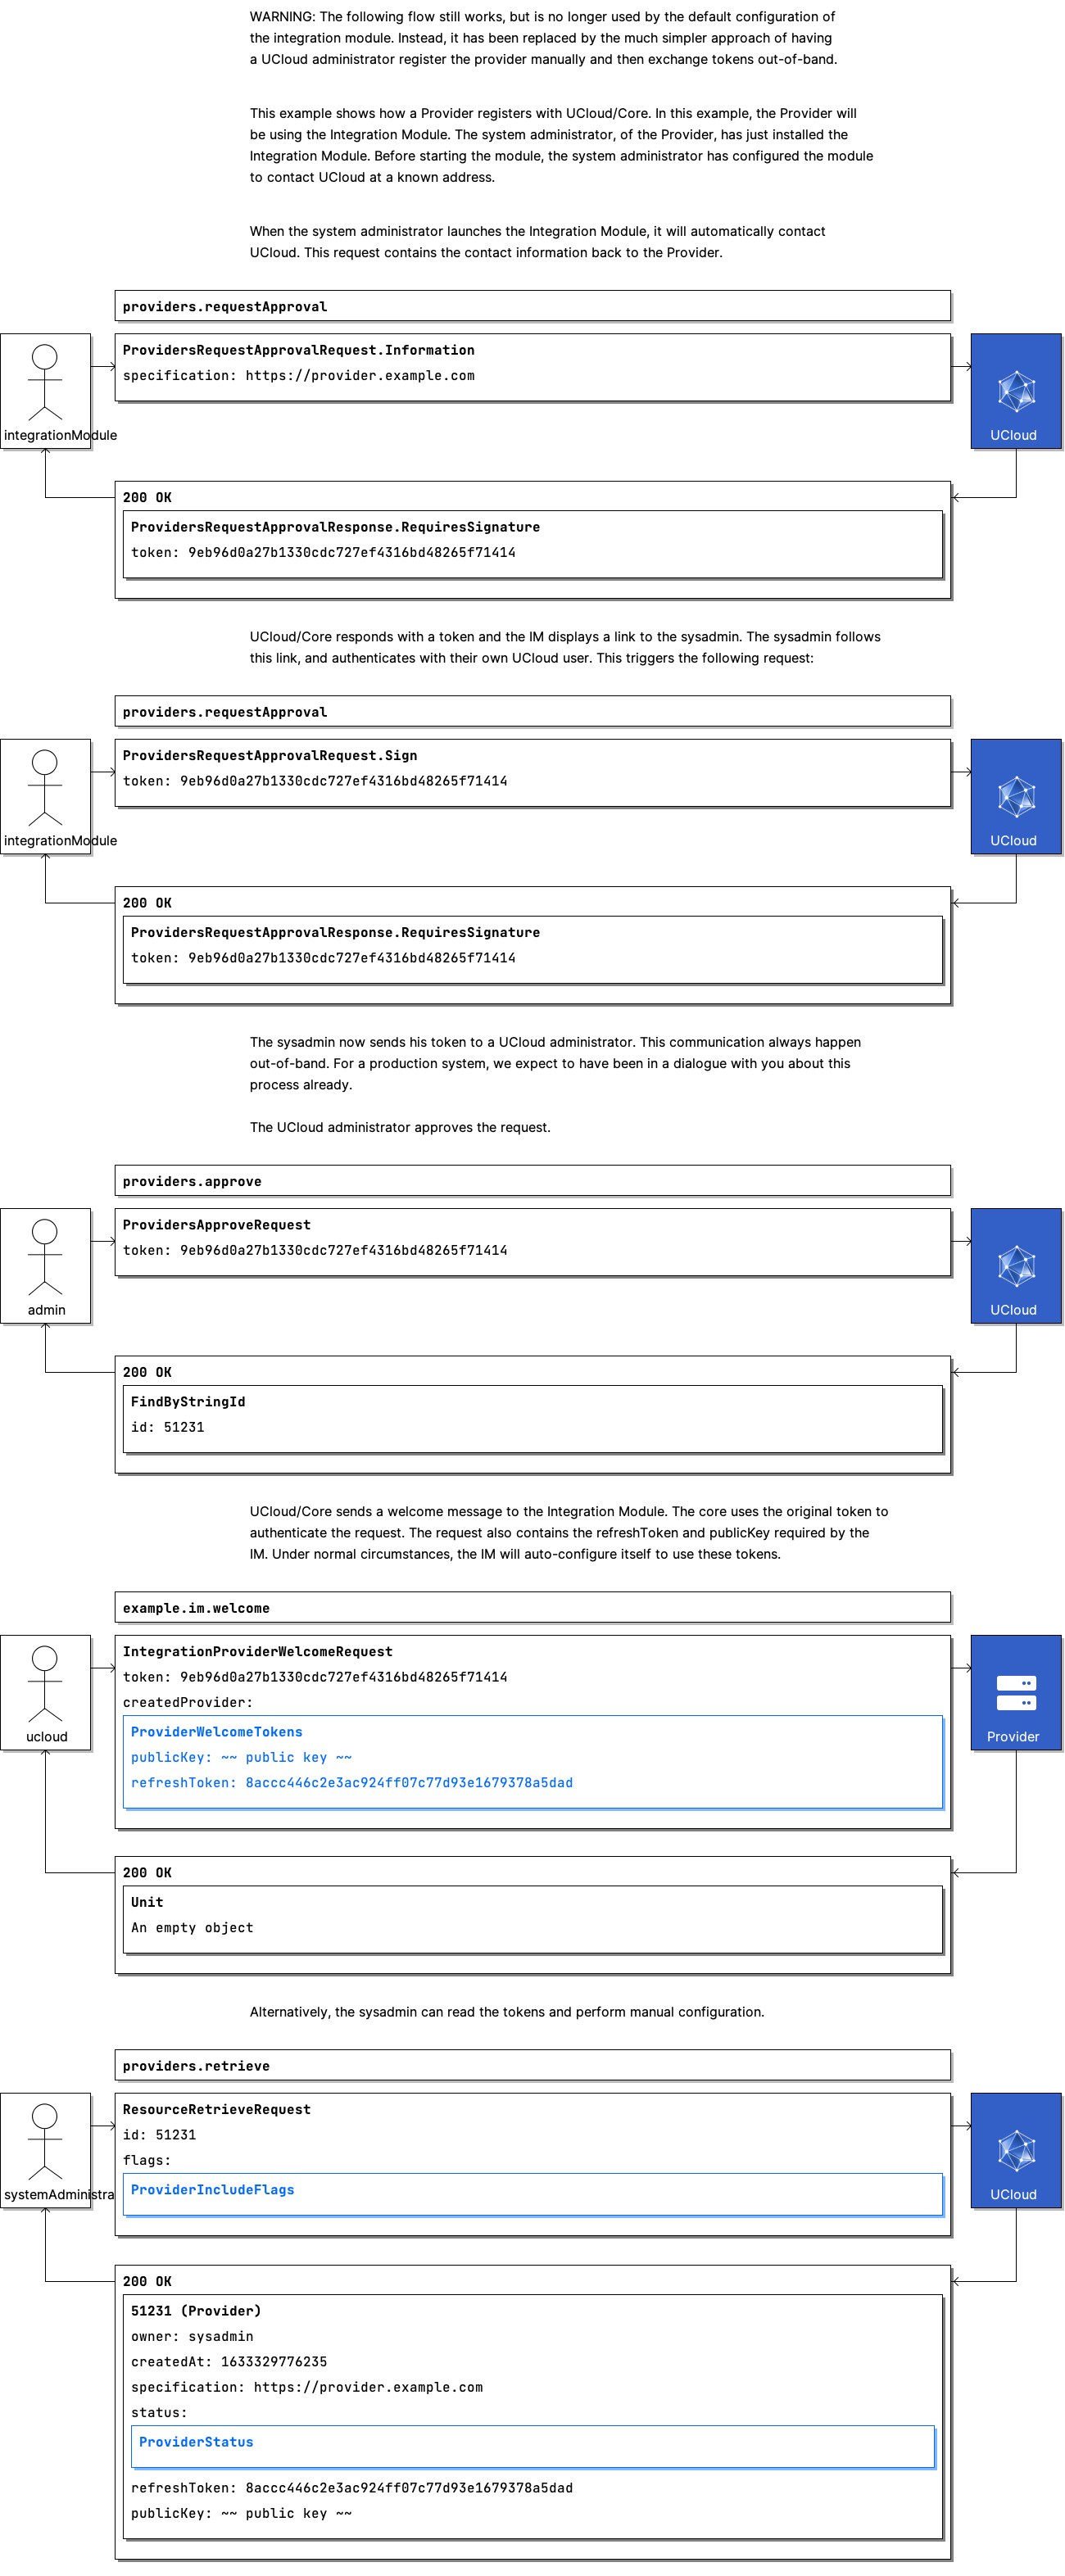 WARNING: The following flow still works, but is no longer used by the default configuration of
the integration module. Instead, it has been replaced by the much simpler approach of having
a UCloud administrator register the provider manually and then exchange tokens out-of-band.
This example shows how a Provider registers with UCloud/Core. In this example, the Provider will
be using the Integration Module. The system administrator, of the Provider, has just installed the
Integration Module. Before starting the module, the system administrator has configured the module
to contact UCloud at a known address.
When the system administrator launches the Integration Module, it will automatically contact
UCloud. This request contains the contact information back to the Provider.
providers.requestApproval
ProvidersRequestApprovalRequest.Information
specification: https://provider.example.com
integrationModule
UCloud
200 OK
ProvidersRequestApprovalResponse.RequiresSignature
token: 9eb96d0a27b1330cdc727ef4316bd48265f71414
UCloud/Core responds with a token and the IM displays a link to the sysadmin. The sysadmin follows
this link, and authenticates with their own UCloud user. This triggers the following request:
providers.requestApproval
ProvidersRequestApprovalRequest.Sign
token: 9eb96d0a27b1330cdc727ef4316bd48265f71414
integrationModule
UCloud
200 OK
ProvidersRequestApprovalResponse.RequiresSignature
token: 9eb96d0a27b1330cdc727ef4316bd48265f71414
The sysadmin now sends his token to a UCloud administrator. This communication always happen
out-of-band. For a production system, we expect to have been in a dialogue with you about this
process already.
The UCloud administrator approves the request.
providers.approve
ProvidersApproveRequest
token: 9eb96d0a27b1330cdc727ef4316bd48265f71414
admin
UCloud
200 OK
FindByStringId
id: 51231
UCloud/Core sends a welcome message to the Integration Module. The core uses the original token to
authenticate the request. The request also contains the refreshToken and publicKey required by the
IM. Under normal circumstances, the IM will auto-configure itself to use these tokens.
example.im.welcome
IntegrationProviderWelcomeRequest
token: 9eb96d0a27b1330cdc727ef4316bd48265f71414
createdProvider:
ProviderWelcomeTokens
publicKey: ~~ public key ~~
refreshToken: 8accc446c2e3ac924ff07c77d93e1679378a5dad
ucloud
Provider
200 OK
Unit
An empty object
Alternatively, the sysadmin can read the tokens and perform manual configuration.
providers.retrieve
ResourceRetrieveRequest
id: 51231
flags:
ProviderIncludeFlags
systemAdministra
UCloud
200 OK
51231 (Provider)
owner: sysadmin
createdAt: 1633329776235
specification: https://provider.example.com
status:
ProviderStatus
refreshToken: 8accc446c2e3ac924ff07c77d93e1679378a5dad
publicKey: ~~ public key ~~